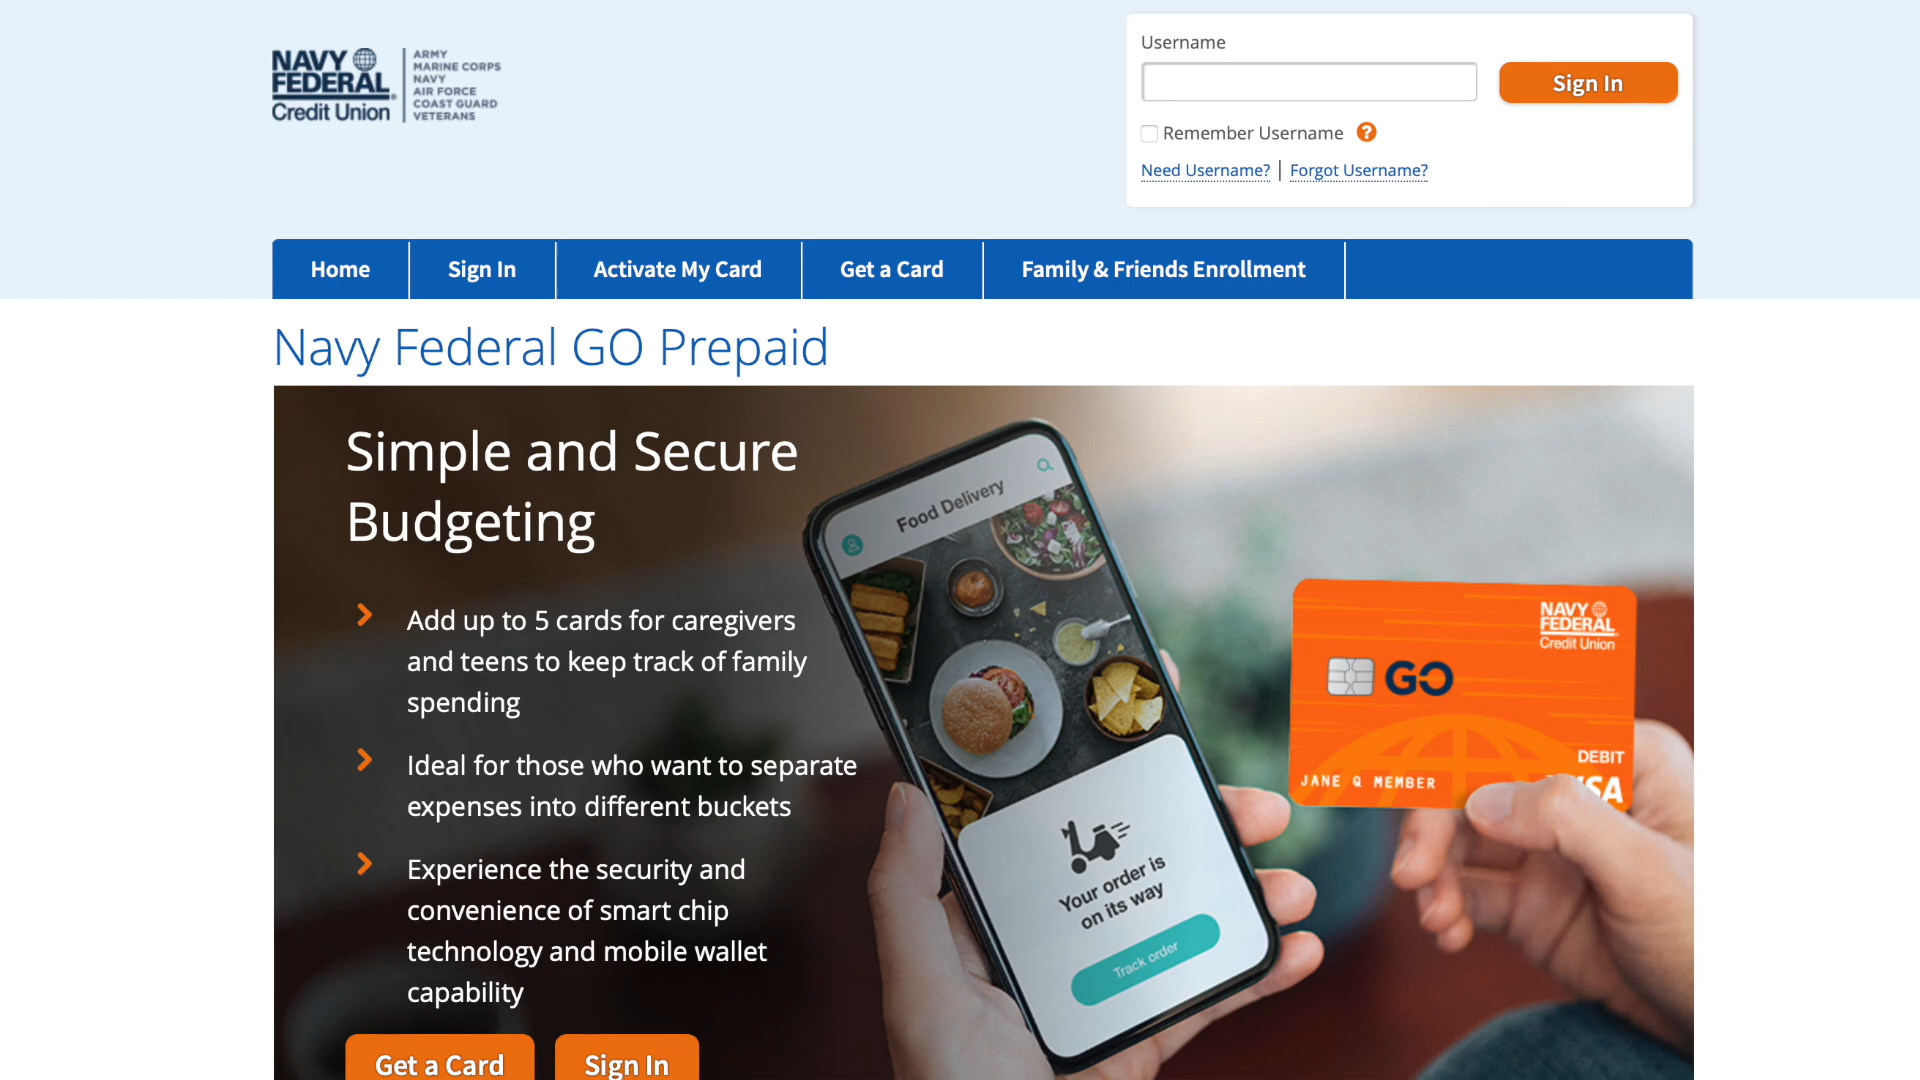 NAVY
FEDERAL
Credit Union
ARMY
MARINE CORPS
NAVY
AIR FORCE
COAST GUARD
VETERANS
Username
Sign In
Remember Username ?
Need Username? | Forgot Username?
Home
Sign In
Activate My Card
Get a Card
Family & Friends Enrollment
Navy Federal GO Prepaid
Simple and Secure
Budgeting
Add up to 5 cards for caregivers
and teens to keep track of family
spending
Ideal for those who want to separate
expenses into different buckets
Experience the security and
convenience of smart chip
technology and mobile wallet
capability
Get a Card
Sign In
Food Delivery
Your order is
on its way
Track order
NAVY
FEDERAL
Credit Union
GO
DEBIT
JANE Q MEMBER
VISA